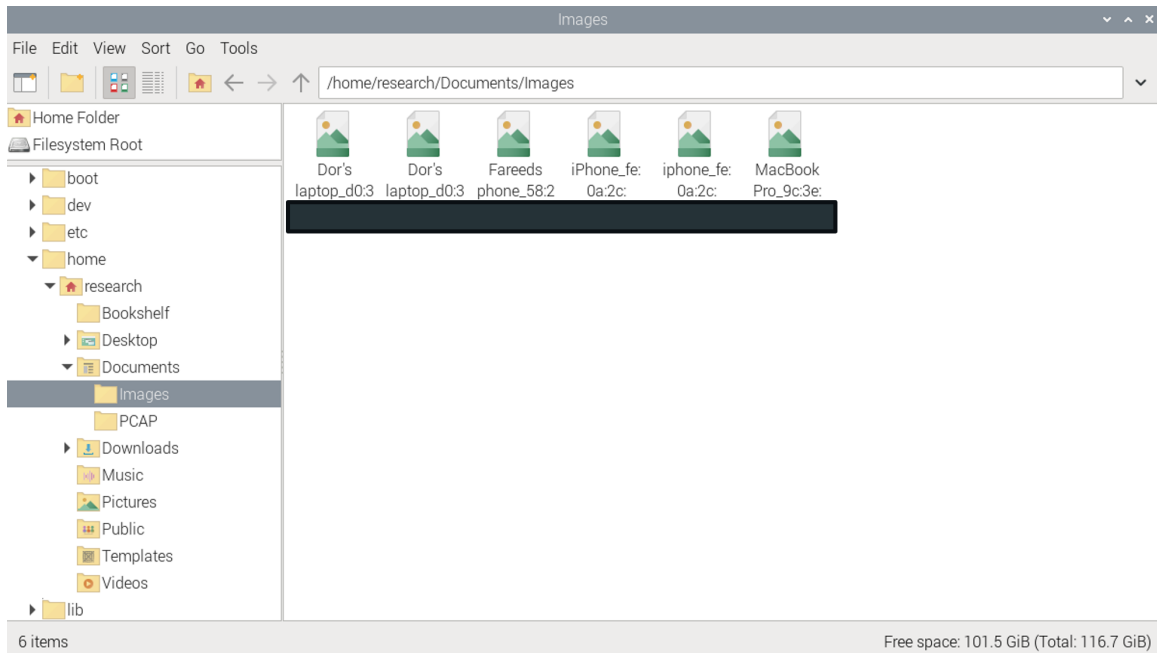 Images
File Edit View Sort Go Tools
/home/research/Documents/Images
Home Folder
Filesystem Root
boot
dev
etc
home
research
Bookshelf
Desktop
Documents
Images
PCAP
Downloads
Music
Pictures
Public
Templates
Videos
lib
Dor's
laptop_d0:3
Dor's
laptop_d0:3
Fareeds
phone_58:2
iPhone_fe:
0a:2c:
iphone_fe:
0a:2c:
MacBook
Pro_9c:3e:
6 items
Free space: 101.5 GiB (Total: 116.7 GiB)